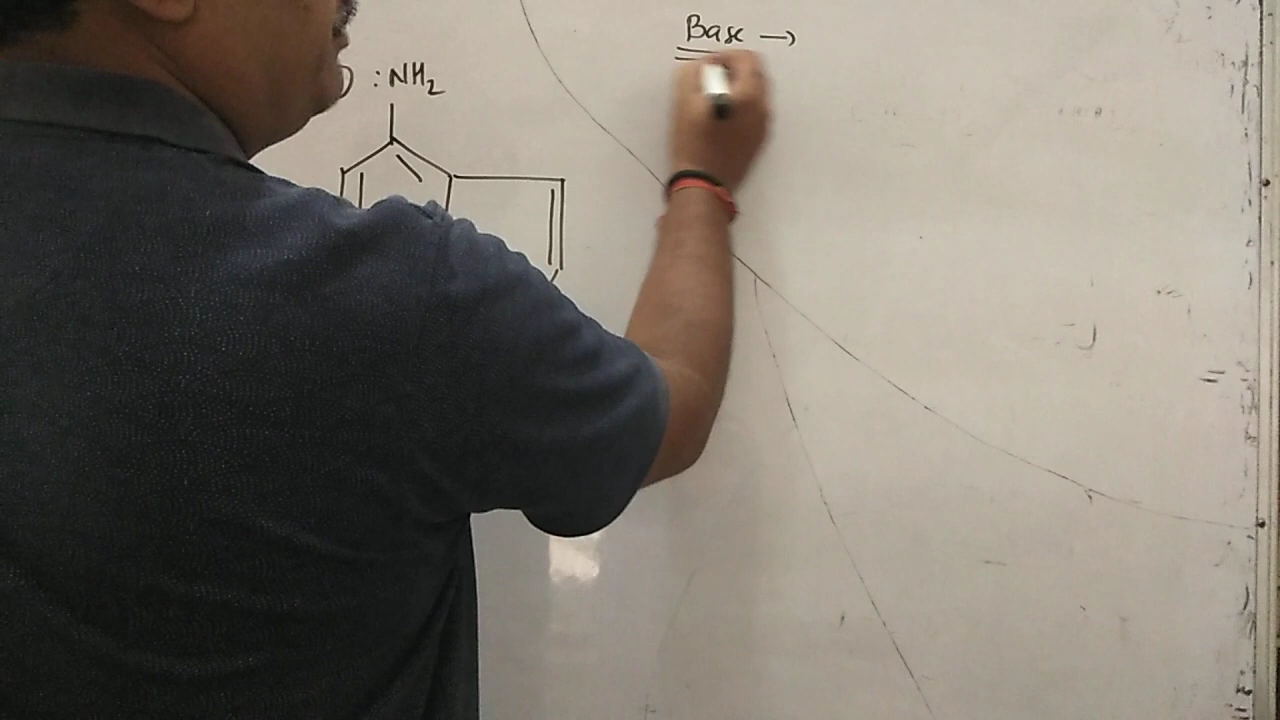 Base →
) :NH₂